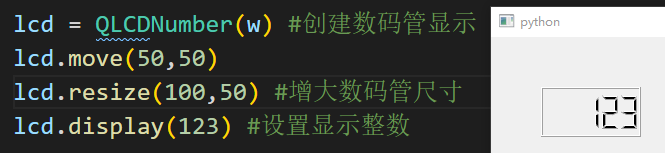 lcd = QLCDNumber(w) #创建数码管显示
lcd.move(50,50)
lcd.resize(100,50) #增大数码管尺寸
lcd.display(123) #设置显示整数
python
123